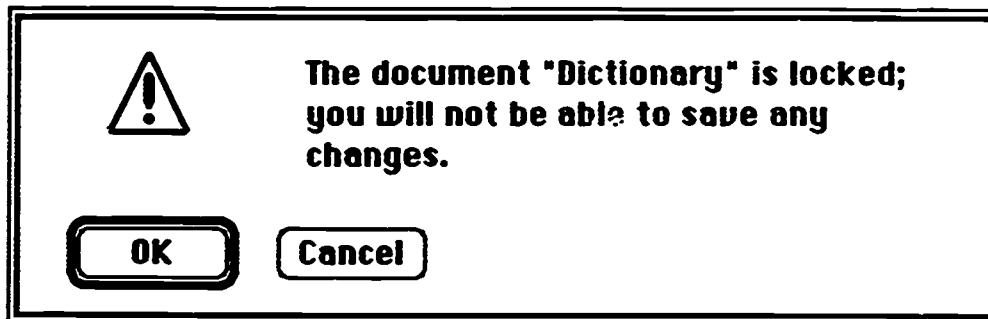 The document "Dictionary" is locked;
you will not be able to save any
changes.
OK Cancel